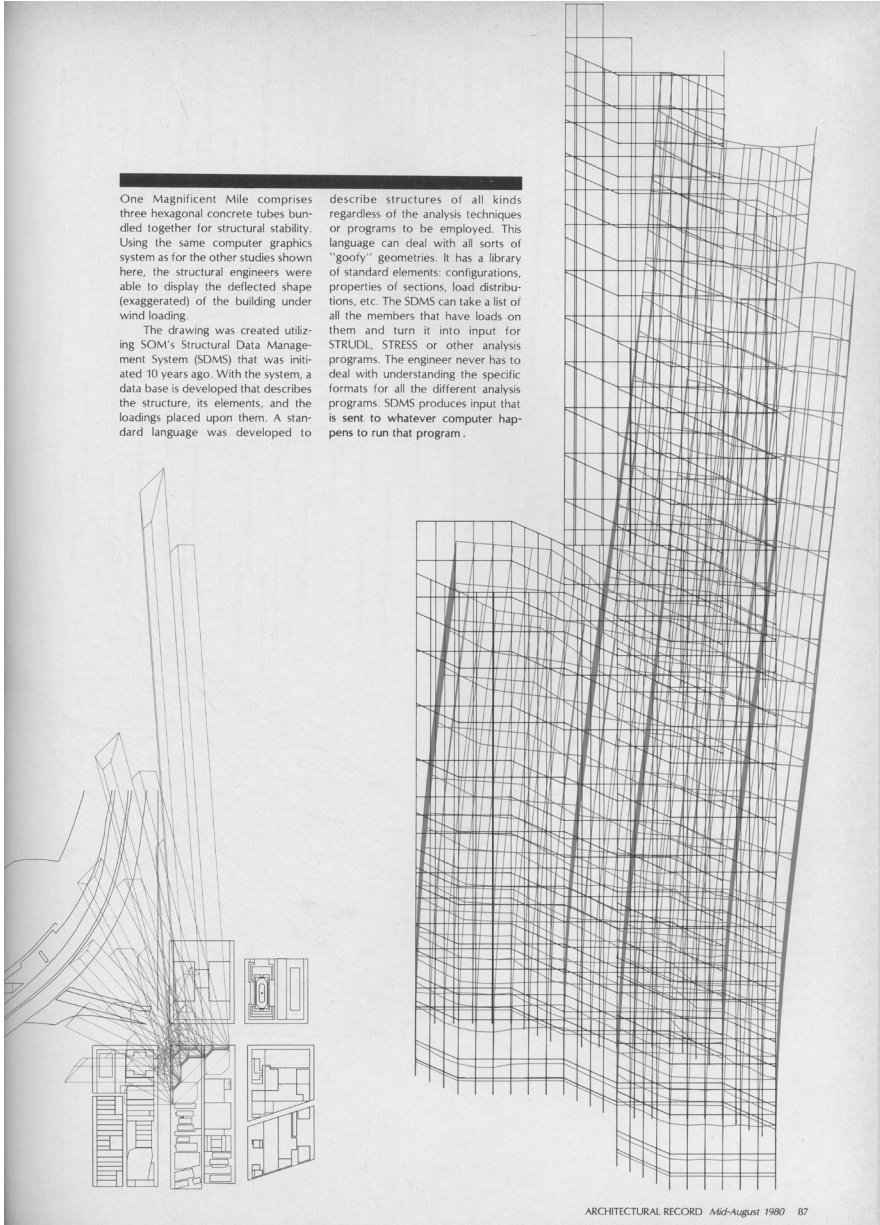 One Magnificent Mile comprises
three hexagonal concrete tubes bun-
dled together for structural stability.
Using the same computer graphics
system as for the other studies shown
here, the structural engineers were
able to display the deflected shape
(exaggerated) of the building under
wind loading.
The drawing was created utiliz-
ing SOM's Structural Data Manage-
ment System (SDMS) that was initi-
ated 10 years ago. With the system, a
data base is developed that describes
the structure, its elements, and the
loadings placed upon them. A stan-
dard language was developed to
describe structures of all kinds
regardless of the analysis techniques
or programs to be employed. This
language can deal with all sorts of
"goofy" geometries. It has a library
of standard elements: configurations,
properties of sections, load distribu-
tions, etc. The SDMS can take a list of
all the members that have loads on
them and turn it into input for
STRUDL, STRESS or other analysis
programs. The engineer never has to
deal with understanding the specific
formats for all the different analysis
programs. SDMS produces input that
is sent to whatever computer hap-
pens to run that program.
ARCHITECTURAL RECORD Mid-August 1980 87